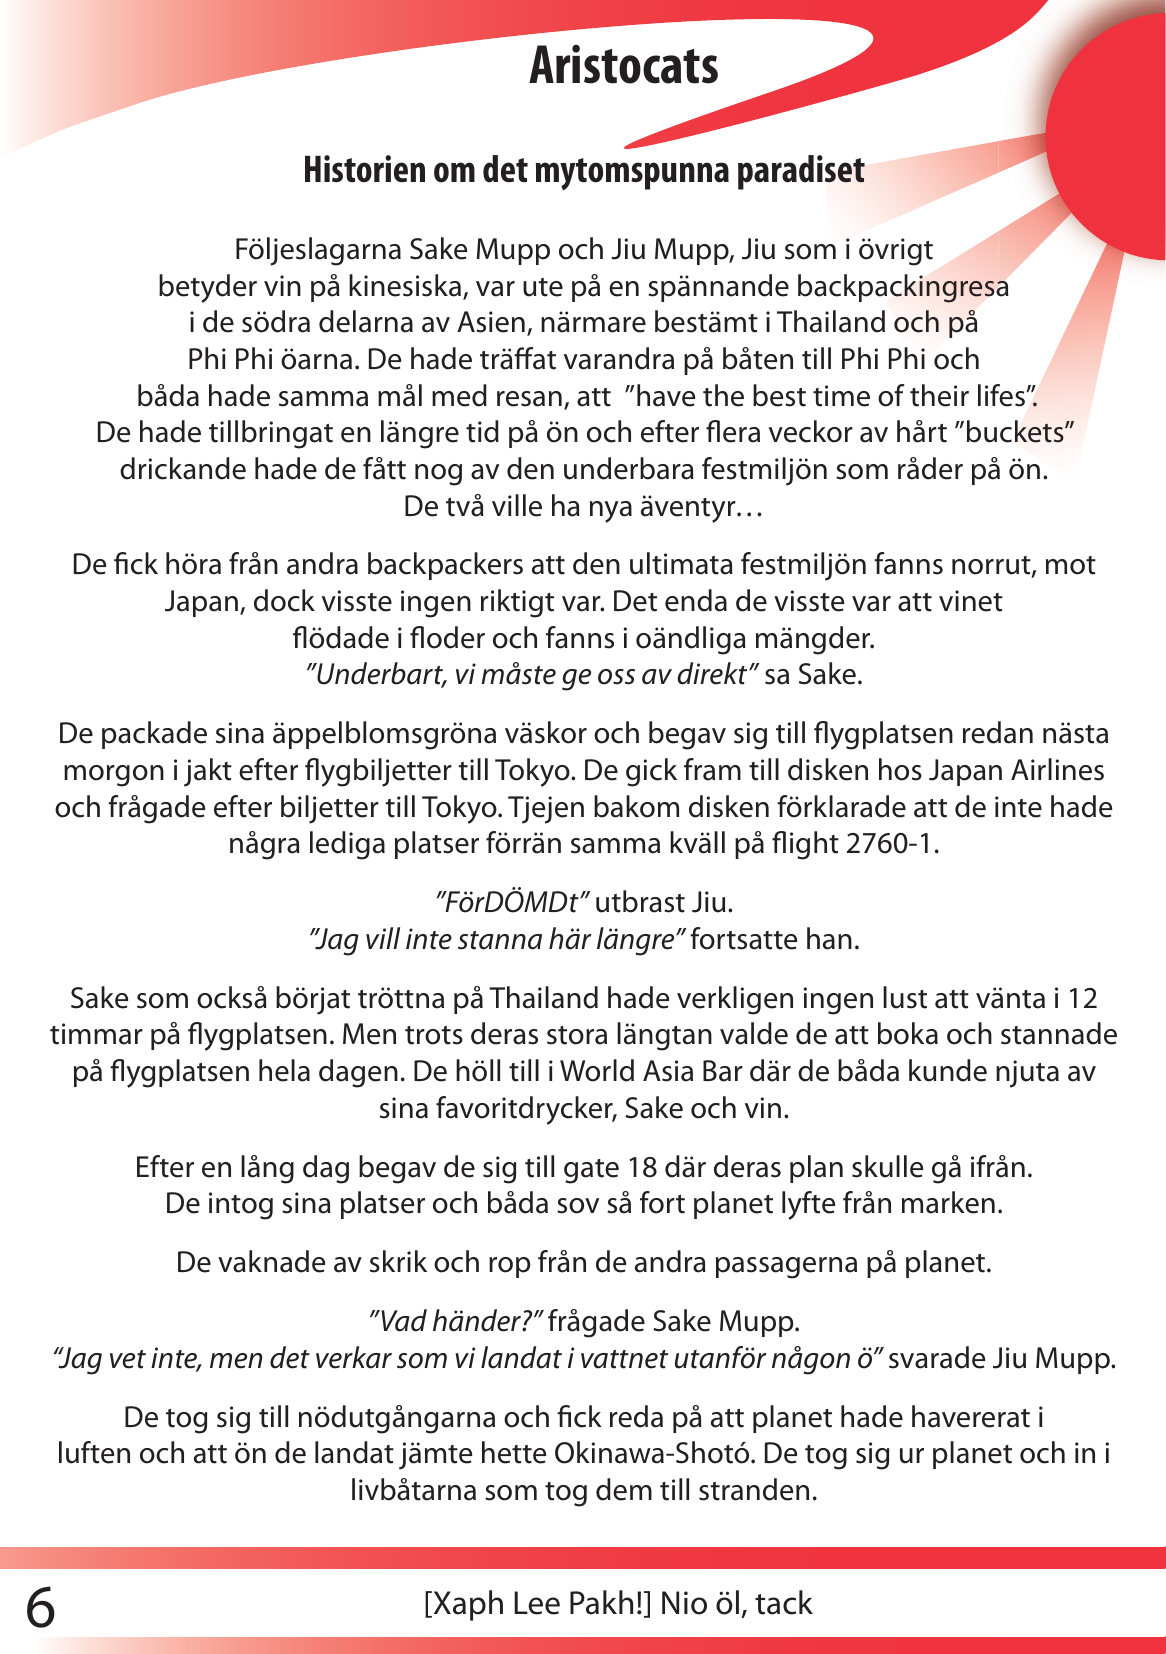 Aristocats
Historien om det mytomspunna paradiset
Följeslagarna Sake Mupp och Jiu Mupp, Jiu som i övrigt
betyder vin på kinesiska, var ute på en spännande backpackingresa
i de södra delarna av Asien, närmare bestämt i Thailand och på
Phi Phi öarna. De hade träffat varandra på båten till Phi Phi och
båda hade samma mål med resan, att ”have the best time of their lifes”.
De hade tillbringat en längre tid på ön och efter flera veckor av hårt ”buckets”
drickande hade de fått nog av den underbara festmiljön som råder på ön.
De två ville ha nya äventyr…
De fick höra från andra backpackers att den ultimata festmiljön fanns norrut, mot
Japan, dock visste ingen riktigt var. Det enda de visste var att vinet
flödade i floder och fanns i oändliga mängder.
”Underbart, vi måste ge oss av direkt” sa Sake.
De packade sina äppelblomsgröna väskor och begav sig till flygplatsen redan nästa
morgon i jakt efter flygbiljetter till Tokyo. De gick fram till disken hos Japan Airlines
och frågade efter biljetter till Tokyo. Tjejen bakom disken förklarade att de inte hade
några lediga platser förrän samma kväll på flight 2760-1.
”FörDÖMDt” utbrast Jiu.
”Jag vill inte stanna här längre” fortsatte han.
Sake som också börjat tröttna på Thailand hade verkligen ingen lust att vänta i 12
timmar på flygplatsen. Men trots deras stora längtan valde de att boka och stannade
på flygplatsen hela dagen. De höll till i World Asia Bar där de båda kunde njuta av
sina favoritdrycker, Sake och vin.
Efter en lång dag begav de sig till gate 18 där deras plan skulle gå ifrån.
De intog sina platser och båda sov så fort planet lyfte från marken.
De vaknade av skrik och rop från de andra passagerna på planet.
”Vad händer?” frågade Sake Mupp.
“Jag vet inte, men det verkar som vi landat i vattnet utanför någon ö” svarade Jiu Mupp.
De tog sig till nödutgångarna och fick reda på att planet hade havererat i
luften och att ön de landat jämte hette Okinawa-Shotó. De tog sig ur planet och in i
livbåtarna som tog dem till stranden.
6
[Xaph Lee Pakh!] Nio öl, tack